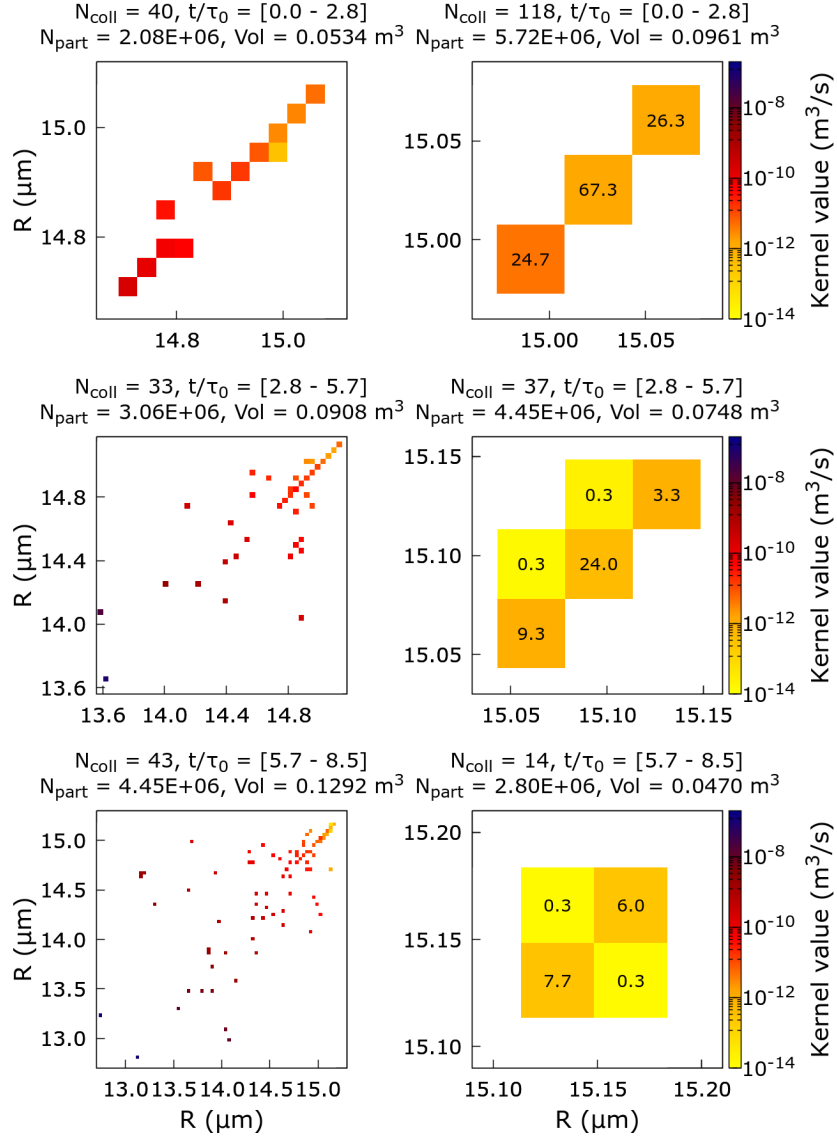 N_coll = 40, t/τ_0 = [0.0 - 2.8]
N_part = 2.08E+06, Vol = 0.0534 m^3
N_coll = 118, t/τ_0 = [0.0 - 2.8]
N_part = 5.72E+06, Vol = 0.0961 m^3
R (μm)
15.0
14.8
14.8 15.0
15.05
15.00
26.3
67.3
24.7
15.00 15.05
10^-8
10^-10
10^-12
10^-14
Kernel value (m^3/s)
N_coll = 33, t/τ_0 = [2.8 - 5.7]
N_part = 3.06E+06, Vol = 0.0908 m^3
N_coll = 37, t/τ_0 = [2.8 - 5.7]
N_part = 4.45E+06, Vol = 0.0748 m^3
R (μm)
14.8
14.4
14.0
13.6
13.6 14.0 14.4 14.8
15.15
15.10
15.05
0.3 3.3
0.3 24.0
9.3
15.05 15.10 15.15
10^-8
10^-10
10^-12
10^-14
Kernel value (m^3/s)
N_coll = 43, t/τ_0 = [5.7 - 8.5]
N_part = 4.45E+06, Vol = 0.1292 m^3
N_coll = 14, t/τ_0 = [5.7 - 8.5]
N_part = 2.80E+06, Vol = 0.0470 m^3
R (μm)
15.0
14.5
14.0
13.5
13.0
13.0 13.5 14.0 14.5 15.0
R (μm)
15.20
15.15
15.10
0.3 6.0
7.7 0.3
15.10 15.15 15.20
R (μm)
10^-8
10^-10
10^-12
10^-14
Kernel value (m^3/s)